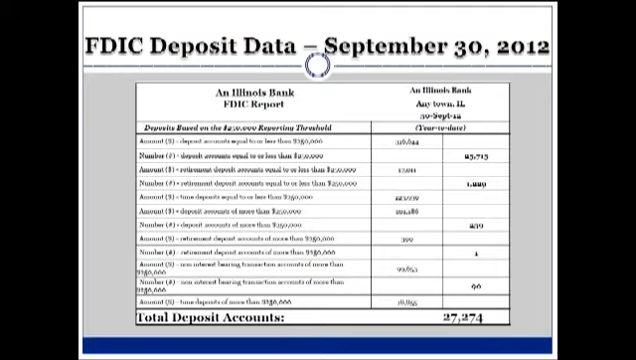 FDIC Deposit Data – September 30, 2012
An Illinois Bank
FDIC Report
An Illinois Bank
Any town, IL
30-Sept-12
Deposits Based on the $250,000 Reporting Threshold
(Year-to-date)
Amount ($) - deposit accounts equal to or less than $250,000
Number (#) - deposit accounts equal to or less than $250,000
Amount ($) - retirement deposit accounts equal to or less than $250,000
Number (#) - retirement deposit accounts equal to or less than $250,000
Amount ($) - time deposits equal to or less than $250,000
Amount ($) - deposit accounts of more than $250,000
Number (#) - deposit accounts of more than $250,000
Amount ($) - retirement deposit accounts of more than $250,000
Number (#) - retirement deposit accounts of more than $250,000
1
Amount ($) - non interest bearing transaction accounts of more than
$250,000
Number (#) - non interest bearing transaction accounts of more than
$250,000
Amount ($) - time deposits of more than $250,000
Total Deposit Accounts: 27,274